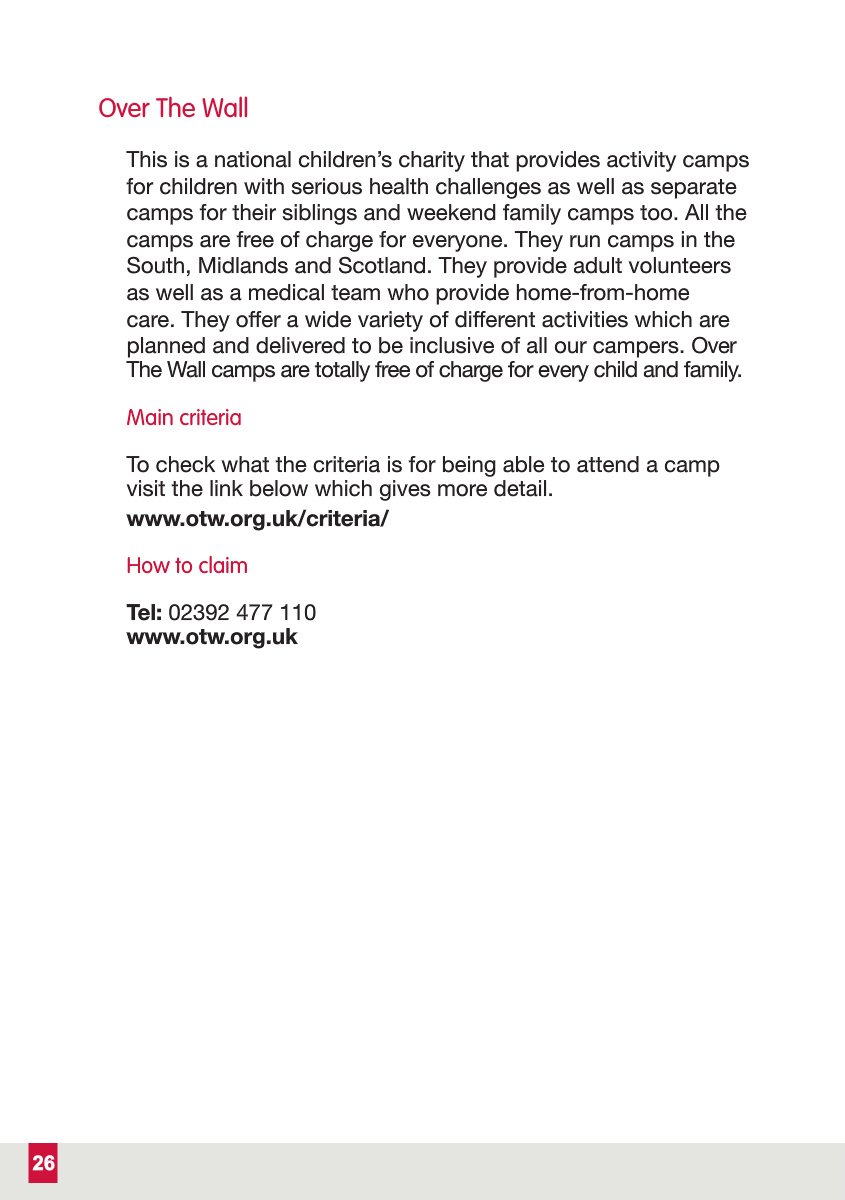 Over The Wall
This is a national children’s charity that provides activity camps
for children with serious health challenges as well as separate
camps for their siblings and weekend family camps too. All the
camps are free of charge for everyone. They run camps in the
South, Midlands and Scotland. They provide adult volunteers
as well as a medical team who provide home-from-home
care. They offer a wide variety of different activities which are
planned and delivered to be inclusive of all our campers. Over
The Wall camps are totally free of charge for every child and family.
Main criteria
To check what the criteria is for being able to attend a camp
visit the link below which gives more detail.
www.otw.org.uk/criteria/
How to claim
Tel: 02392 477 110
www.otw.org.uk
26